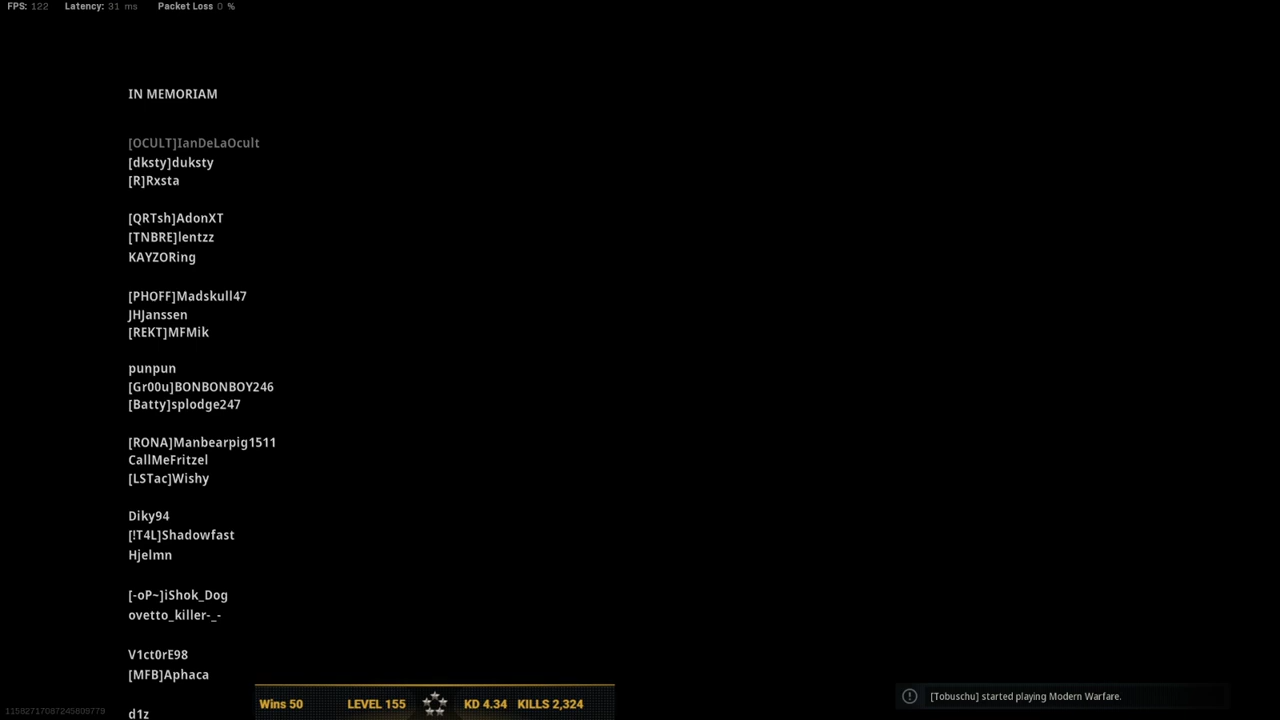 FPS: 122 Latency: 31 ms Packet Loss 0 %
IN MEMORIAM
[OCULT]IanDeLaOcult
[dksty]duksty
[R]Rxsta
[QRTsh]AdonXT
[TNBRE]lentzz
KAYZORing
[PHOFF]Madskull47
JHJanssen
[REKT]MFMik
punpun
[Gr00u]BONBONBOY246
[Batty]splodge247
[RONA]Manbearpig1511
CallMeFritzel
[LSTac]Wishy
Diky94
[!T4L]Shadowfast
Hjelmn
[-oP~]iShok_Dog
ovetto_killer-_-
V1ct0rE98
[MFB]Aphaca
d1z
Wins 50 LEVEL 155 KD 4.34 KILLS 2,324
[Tobuschu] started playing Modern Warfare.